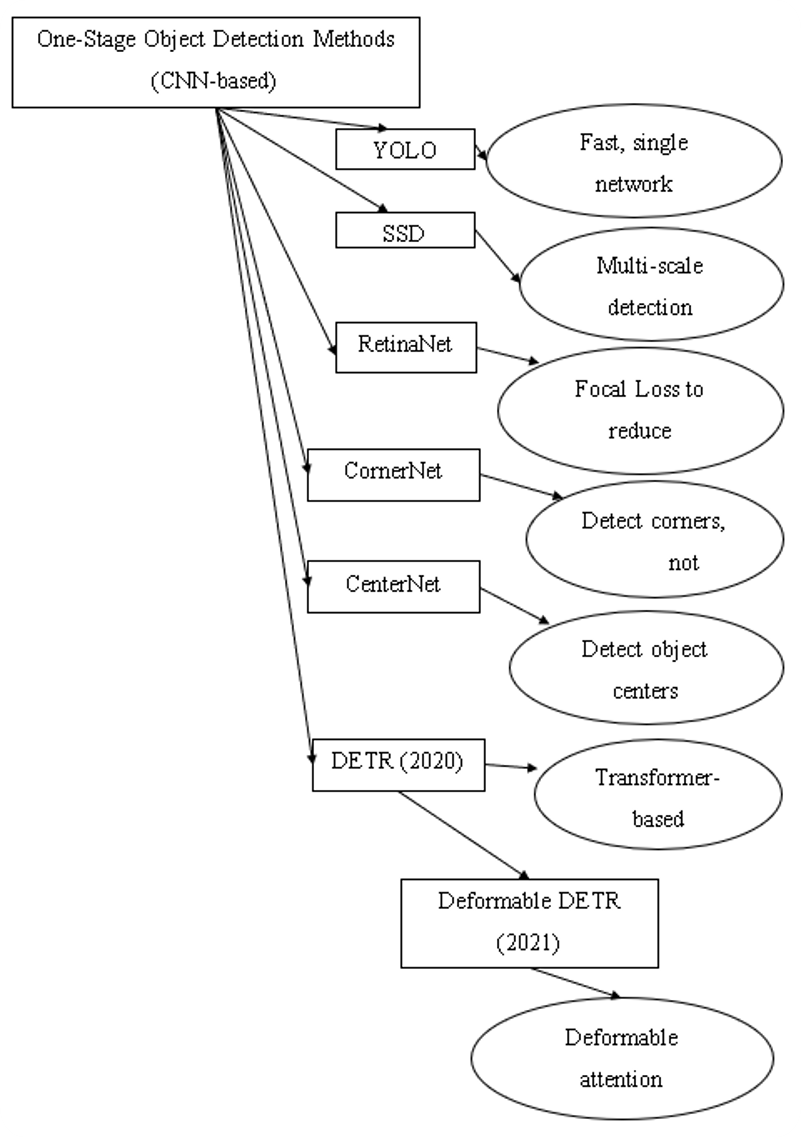 One-Stage Object Detection Methods
(CNN-based)
YOLO
Fast, single
network
SSD
Multi-scale
detection
RetinaNet
Focal Loss to
reduce
CornerNet
Detect corners,
not
CenterNet
Detect object
centers
DETR (2020)
Transformer-
based
Deformable DETR
(2021)
Deformable
attention